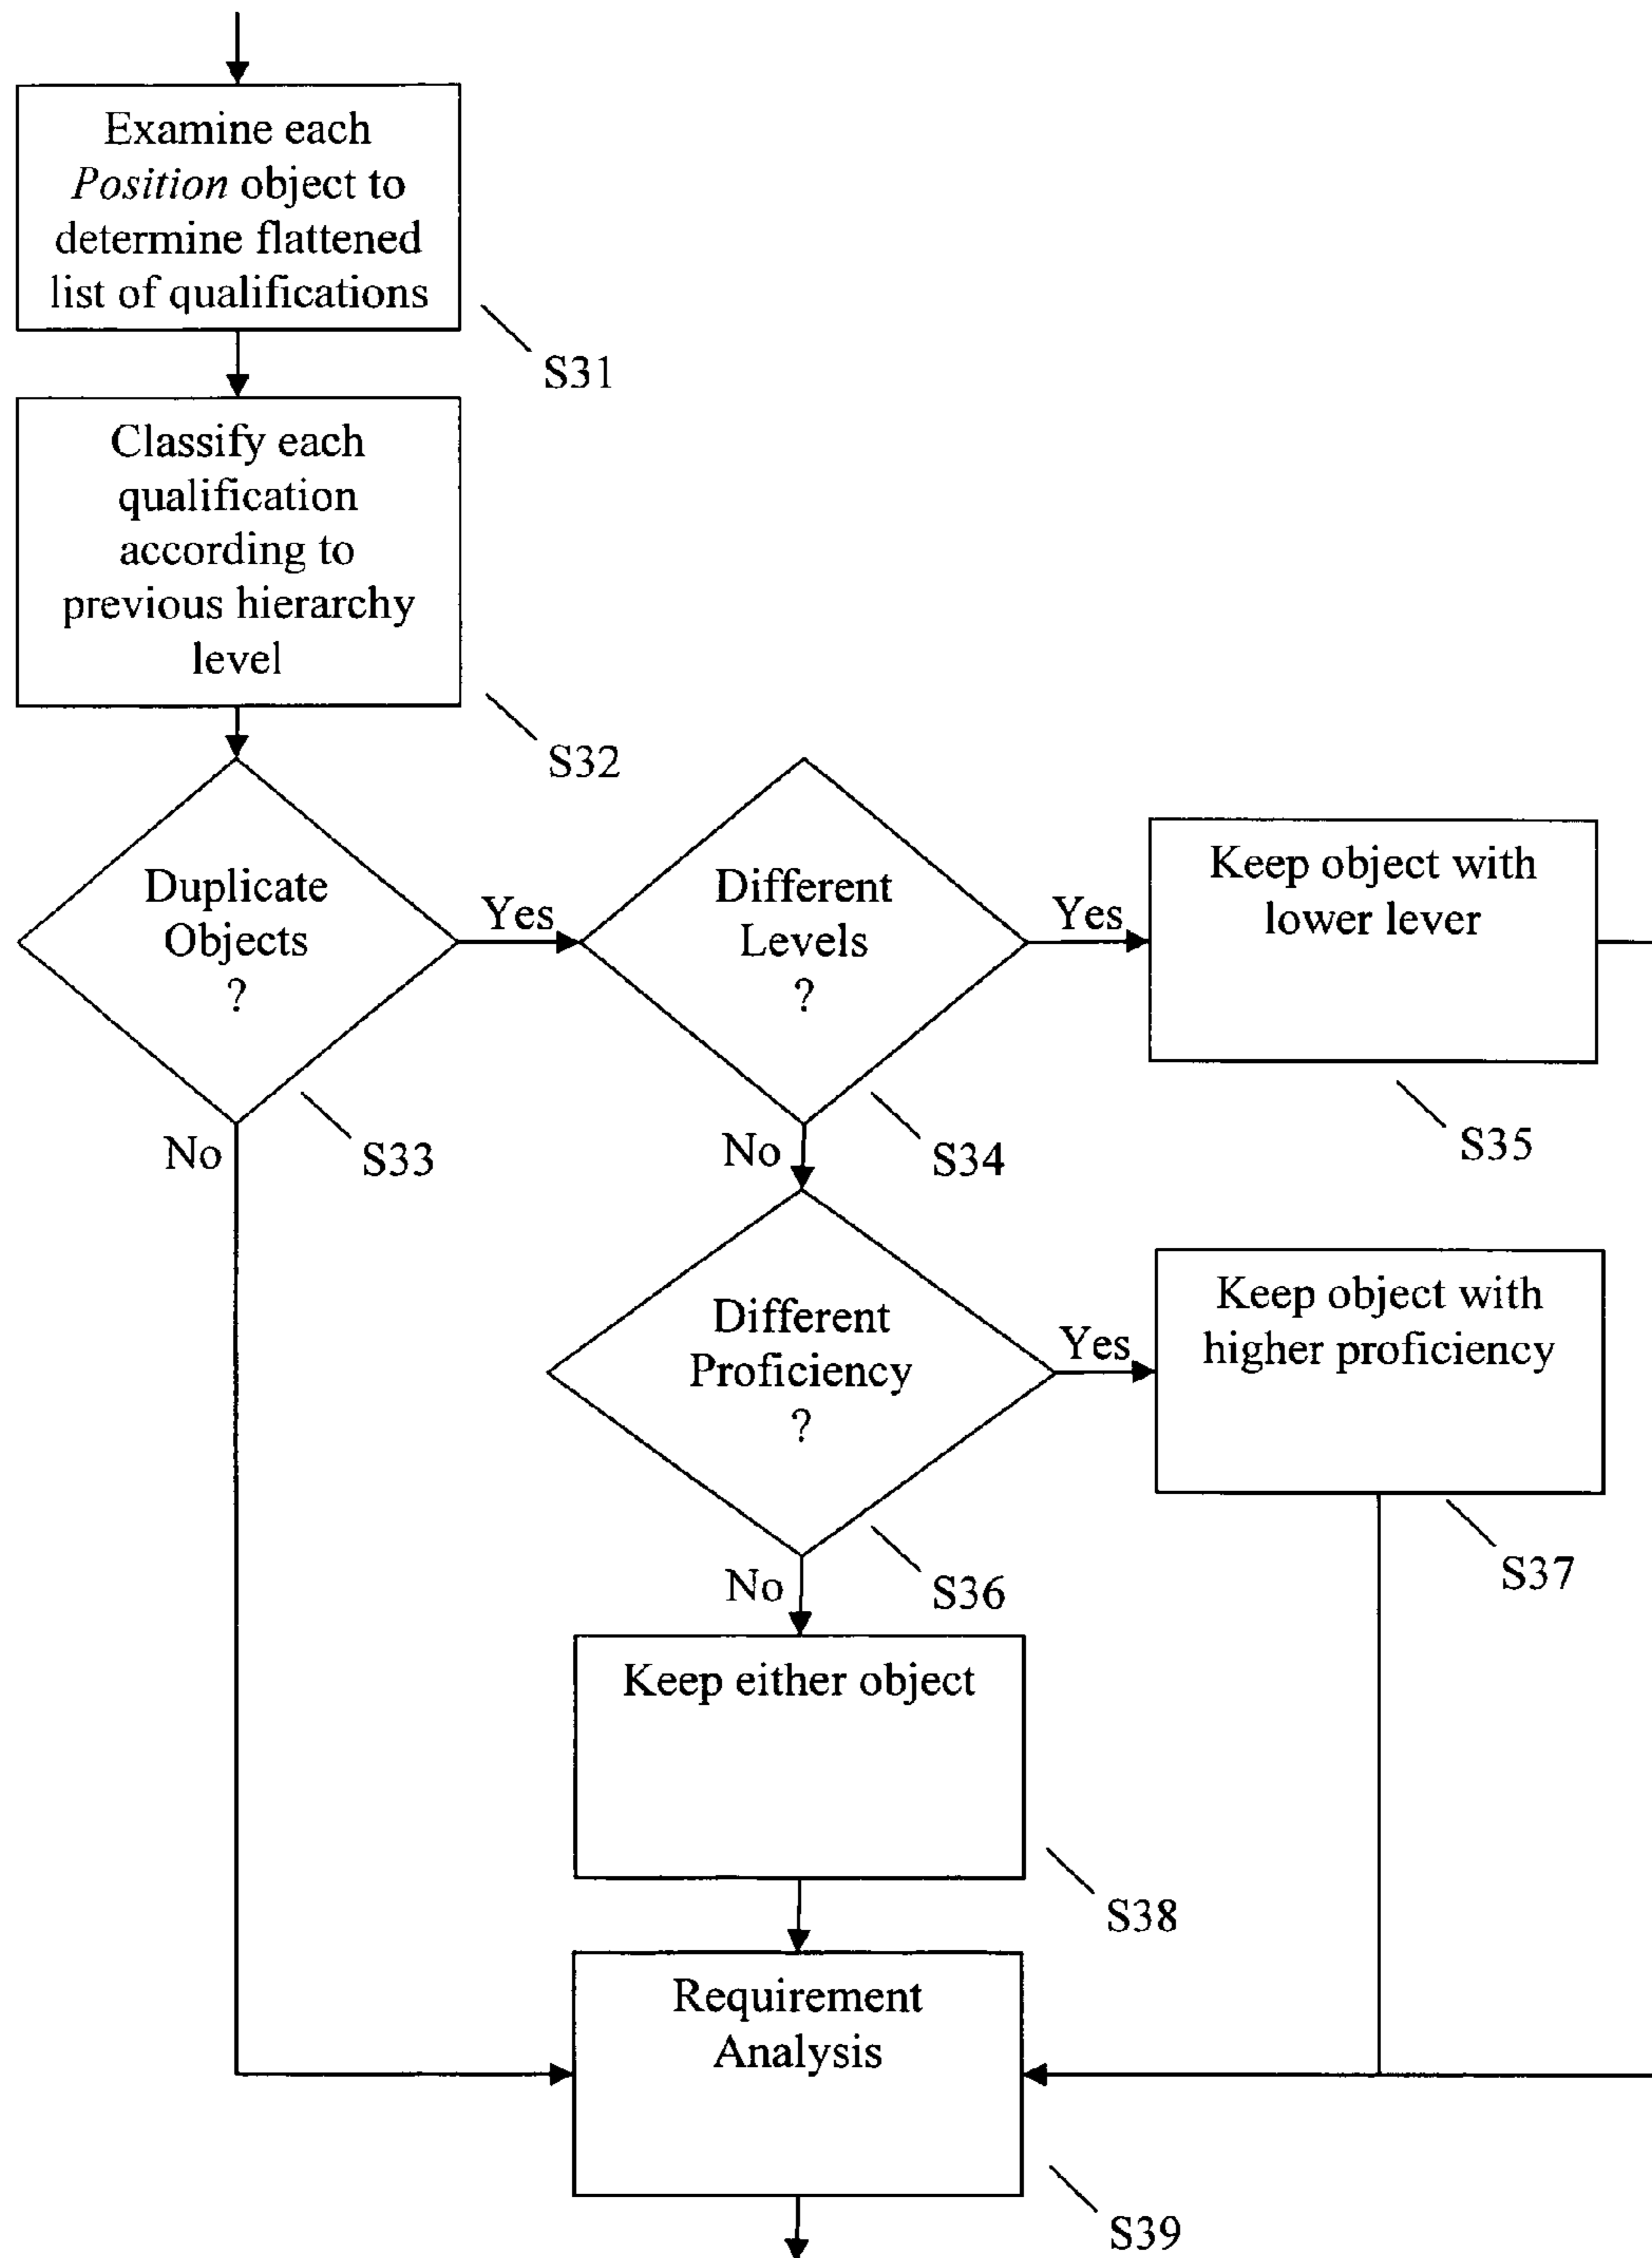 Examine each
Position object to
determine flattened
list of qualifications
S31
Classify each
qualification
according to
previous hierarchy
level
S32
Duplicate
Objects
?
Yes
No
S33
Different
Levels
?
Yes
No
S34
Keep object with
lower lever
S35
Different
Proficiency
?
Yes
No
S36
Keep object with
higher proficiency
S37
Keep either object
S38
Requirement
Analysis
S39